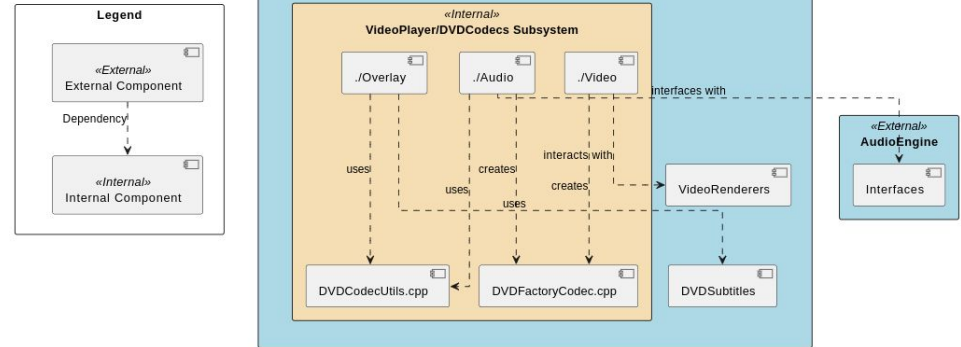 Legend
«External»
External Component
Dependency
«Internal»
Internal Component
«Internal»
VideoPlayer/DVDCodecs Subsystem
./Overlay
./Audio
./Video
interfaces with
«External»
AudioEngine
Interfaces
uses
uses
creates
interacts with
creates
uses
VideoRenderers
DVDCodecUtils.cpp
DVDFactoryCodec.cpp
DVDSubtitles